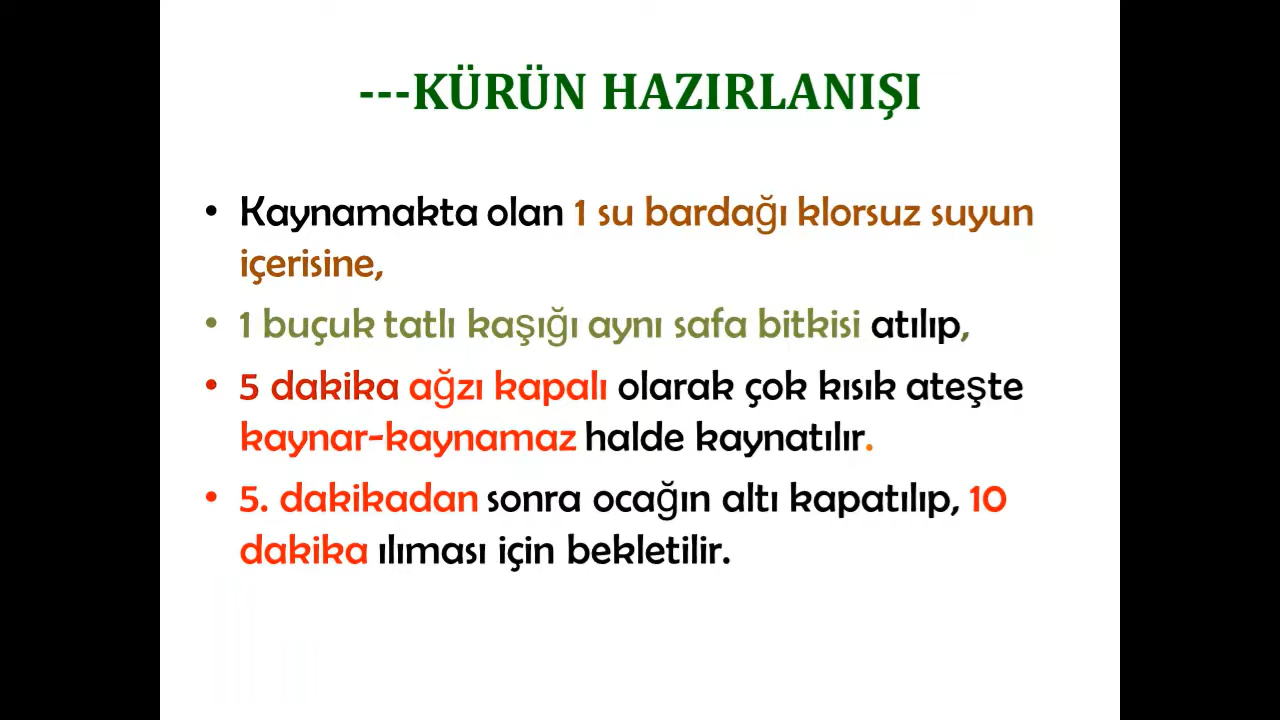 ---KÜRÜN HAZIRLANIŞI
• Kaynamakta olan 1 su bardağı klorsuz suyun
içerisine,
• 1 buçuk tatlı kaşığı aynı safa bitkisi atılıp,
• 5 dakika ağzı kapalı olarak çok kısık ateşte
kaynar-kaynamaz halde kaynatılır.
• 5. dakikadan sonra ocağın altı kapatılıp, 10
dakika ılıması için bekletilir.